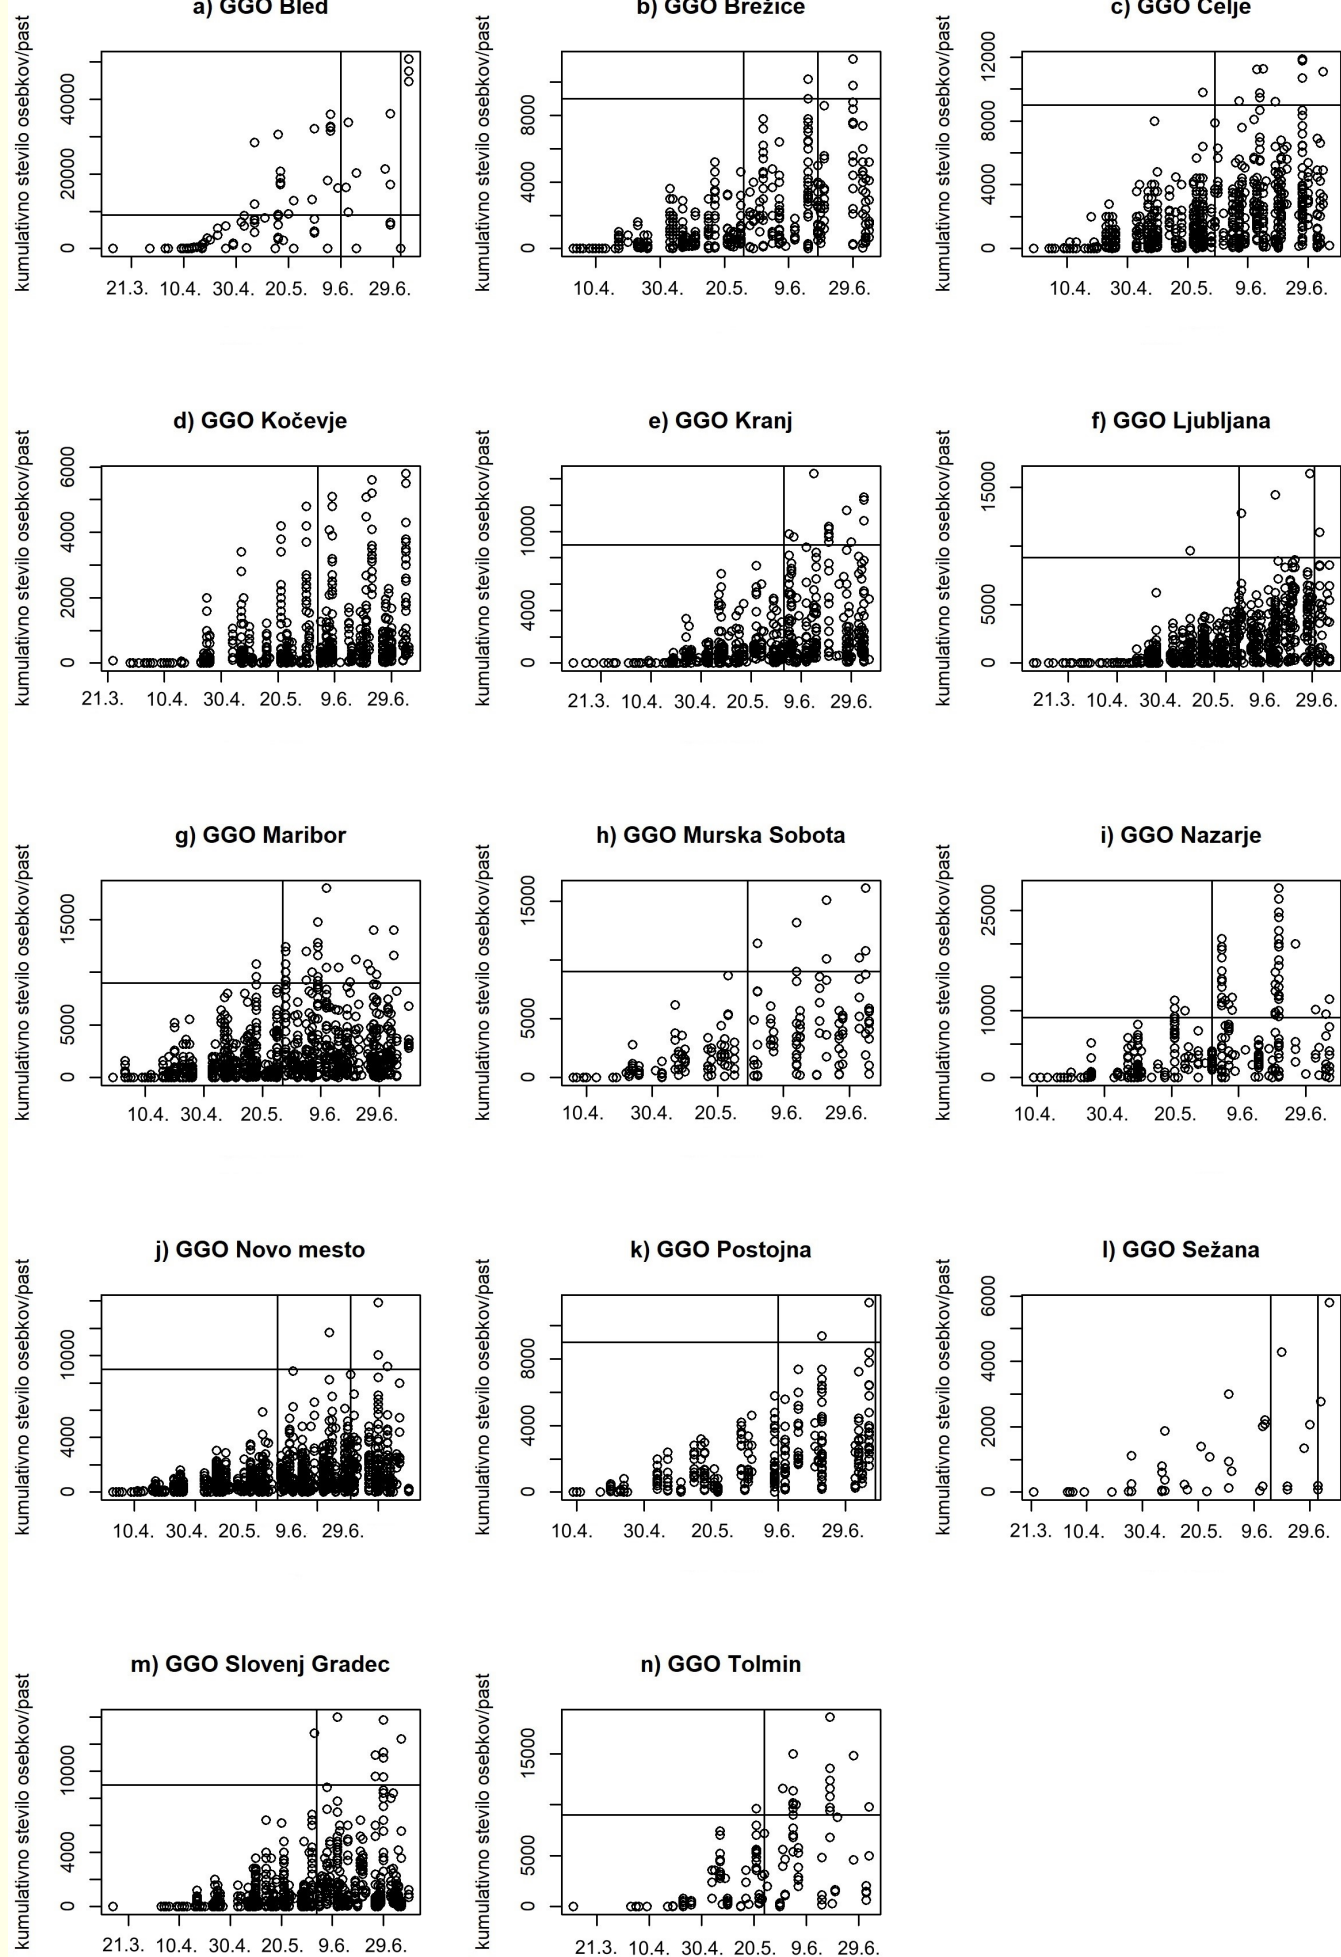 a) GGO Bled
kumulativno stevilo osebkov/past
0 20000 40000
21.3. 10.4. 30.4. 20.5. 9.6. 29.6.
b) GGO Brežice
kumulativno stevilo osebkov/past
0 4000 8000
10.4. 30.4. 20.5. 9.6. 29.6.
c) GGO Celje
kumulativno stevilo osebkov/past
0 4000 8000 12000
10.4. 30.4. 20.5. 9.6. 29.6.
d) GGO Kočevje
kumulativno stevilo osebkov/past
0 2000 4000 6000
21.3. 10.4. 30.4. 20.5. 9.6. 29.6.
e) GGO Kranj
kumulativno stevilo osebkov/past
0 4000 10000
21.3. 10.4. 30.4. 20.5. 9.6. 29.6.
f) GGO Ljubljana
kumulativno stevilo osebkov/past
0 5000 15000
21.3. 10.4. 30.4. 20.5. 9.6. 29.6.
g) GGO Maribor
kumulativno stevilo osebkov/past
0 5000 15000
10.4. 30.4. 20.5. 9.6. 29.6.
h) GGO Murska Sobota
kumulativno stevilo osebkov/past
0 5000 15000
10.4. 30.4. 20.5. 9.6. 29.6.
i) GGO Nazarje
kumulativno stevilo osebkov/past
0 10000 25000
10.4. 30.4. 20.5. 9.6. 29.6.
j) GGO Novo mesto
kumulativno stevilo osebkov/past
0 4000 10000
10.4. 30.4. 20.5. 9.6. 29.6.
k) GGO Postojna
kumulativno stevilo osebkov/past
0 4000 8000
10.4. 30.4. 20.5. 9.6. 29.6.
l) GGO Sežana
kumulativno stevilo osebkov/past
0 2000 4000 6000
21.3. 10.4. 30.4. 20.5. 9.6. 29.6.
m) GGO Slovenj Gradec
kumulativno stevilo osebkov/past
0 4000 10000
21.3. 10.4. 30.4. 20.5. 9.6. 29.6.
n) GGO Tolmin
kumulativno stevilo osebkov/past
0 5000 15000
21.3. 10.4. 30.4. 20.5. 9.6. 29.6.